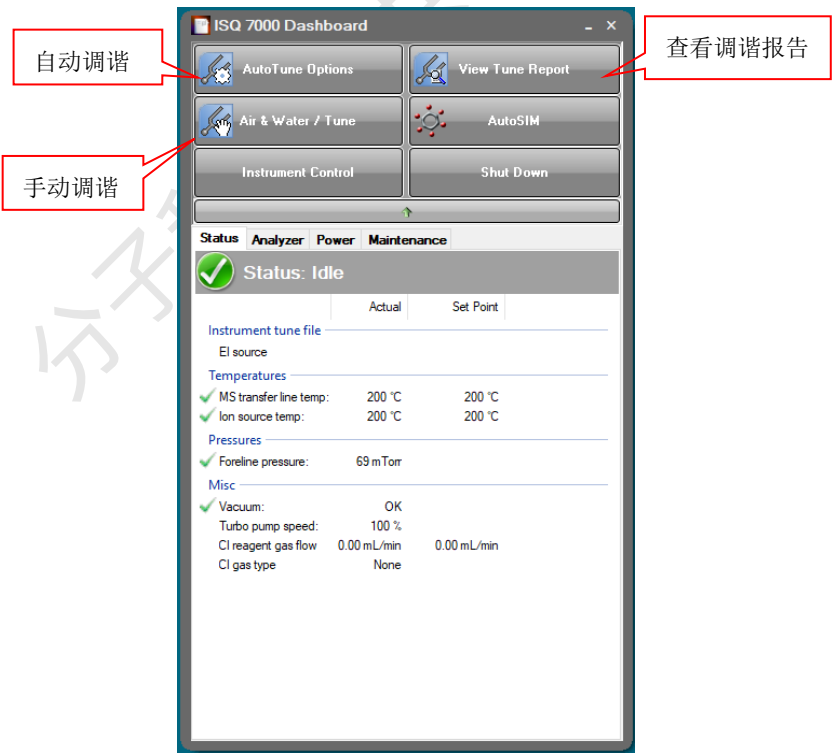 ISQ 7000 Dashboard
自动调谐
AutoTune Options
View Tune Report
查看调谐报告
Air & Water / Tune
AutoSIM
手动调谐
Instrument Control
Shut Down
Status Analyzer Power Maintenance
Status: Idle
Actual Set Point
Instrument tune file
EI source
Temperatures
MS transfer line temp: 200 °C 200 °C
Ion source temp: 200 °C 200 °C
Pressures
Foreline pressure: 69 mTorr
Misc
Vacuum: OK
Turbo pump speed: 100 %
CI reagent gas flow 0.00 mL/min 0.00 mL/min
CI gas type None
分子